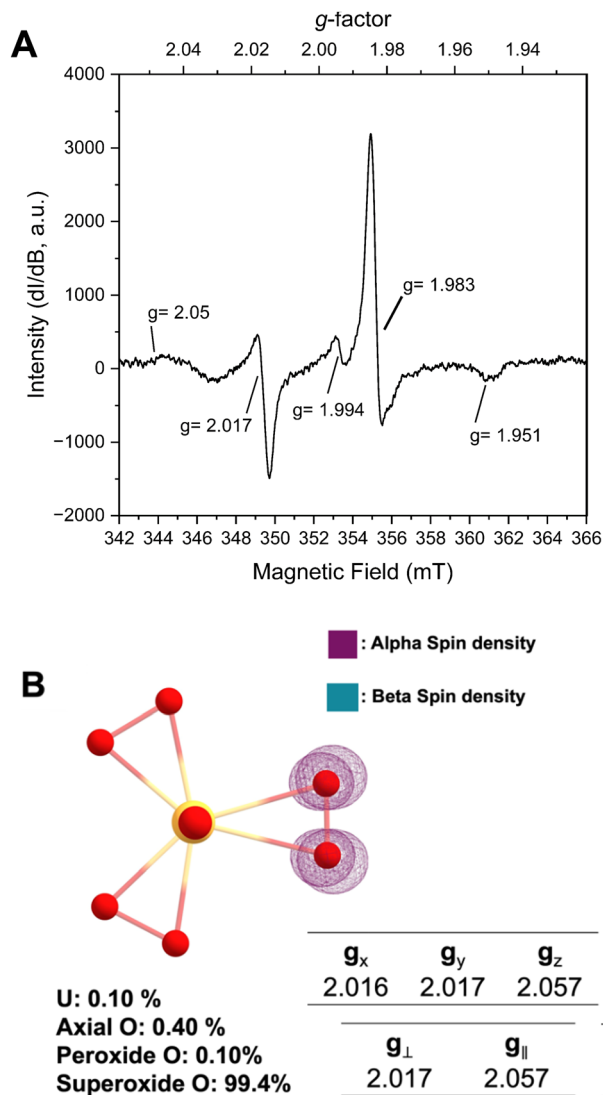 g-factor
A
2.04 2.02 2.00 1.98 1.96 1.94
4000
3000
2000
1000
0
−1000
−2000
Intensity (dI/dB, a.u.)
g= 2.05
g= 2.017
g= 1.994
g= 1.983
g= 1.951
342 344 346 348 350 352 354 356 358 360 362 364 366
Magnetic Field (mT)
B
: Alpha Spin density
: Beta Spin density
gx gy gz
2.016 2.017 2.057
g⊥ g∥
2.017 2.057
U: 0.10 %
Axial O: 0.40 %
Peroxide O: 0.10%
Superoxide O: 99.4%